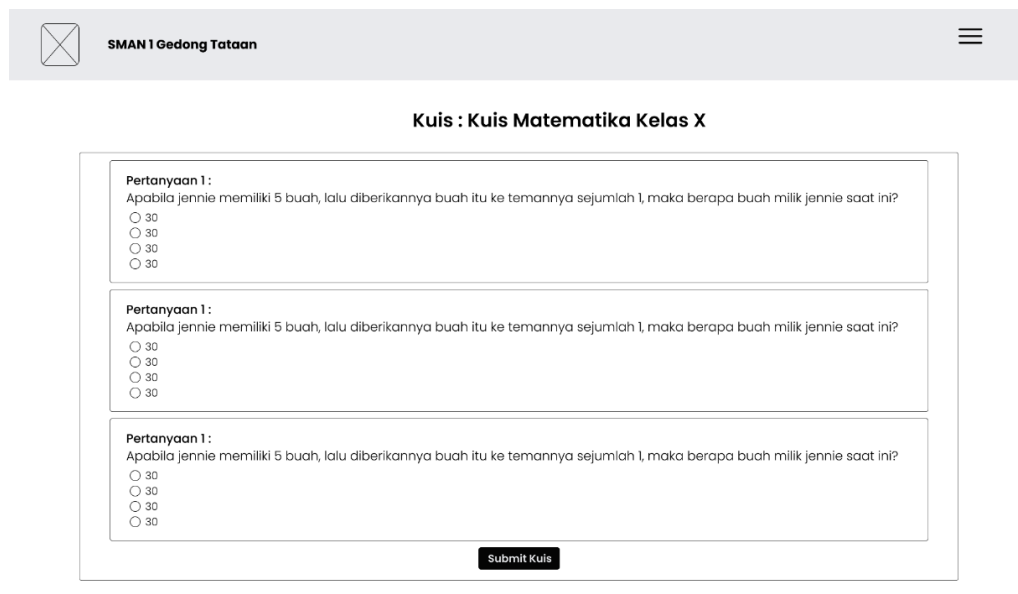 SMAN 1 Gedong Tataan
Kuis : Kuis Matematika Kelas X
Pertanyaan 1 :
Apabila jennie memiliki 5 buah, lalu diberikannya buah itu ke temannya sejumlah 1, maka berapa buah milik jennie saat ini?
30
30
30
30
Pertanyaan 1 :
Apabila jennie memiliki 5 buah, lalu diberikannya buah itu ke temannya sejumlah 1, maka berapa buah milik jennie saat ini?
30
30
30
30
Pertanyaan 1 :
Apabila jennie memiliki 5 buah, lalu diberikannya buah itu ke temannya sejumlah 1, maka berapa buah milik jennie saat ini?
30
30
30
30
Submit Kuis